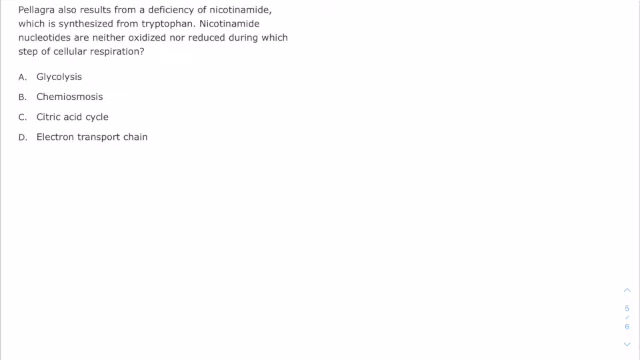 Pellagra also results from a deficiency of nicotinamide,
which is synthesized from tryptophan. Nicotinamide
nucleotides are neither oxidized nor reduced during which
step of cellular respiration?
A. Glycolysis
B. Chemiosmosis
C. Citric acid cycle
D. Electron transport chain
5
/
6